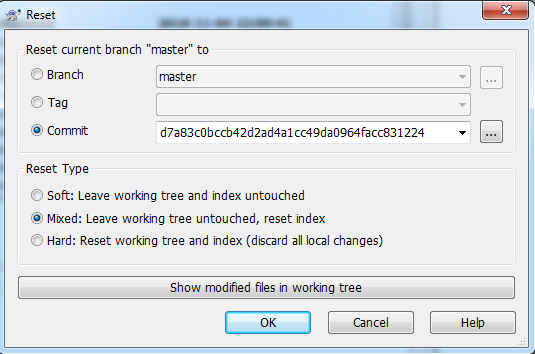 Reset
Reset current branch "master" to
Branch
master
...
Tag
Commit
d7a83c0bccb42d2ad4a1cc49da0964facc831224
...
Reset Type
Soft: Leave working tree and index untouched
Mixed: Leave working tree untouched, reset index
Hard: Reset working tree and index (discard all local changes)
Show modified files in working tree
OK
Cancel
Help